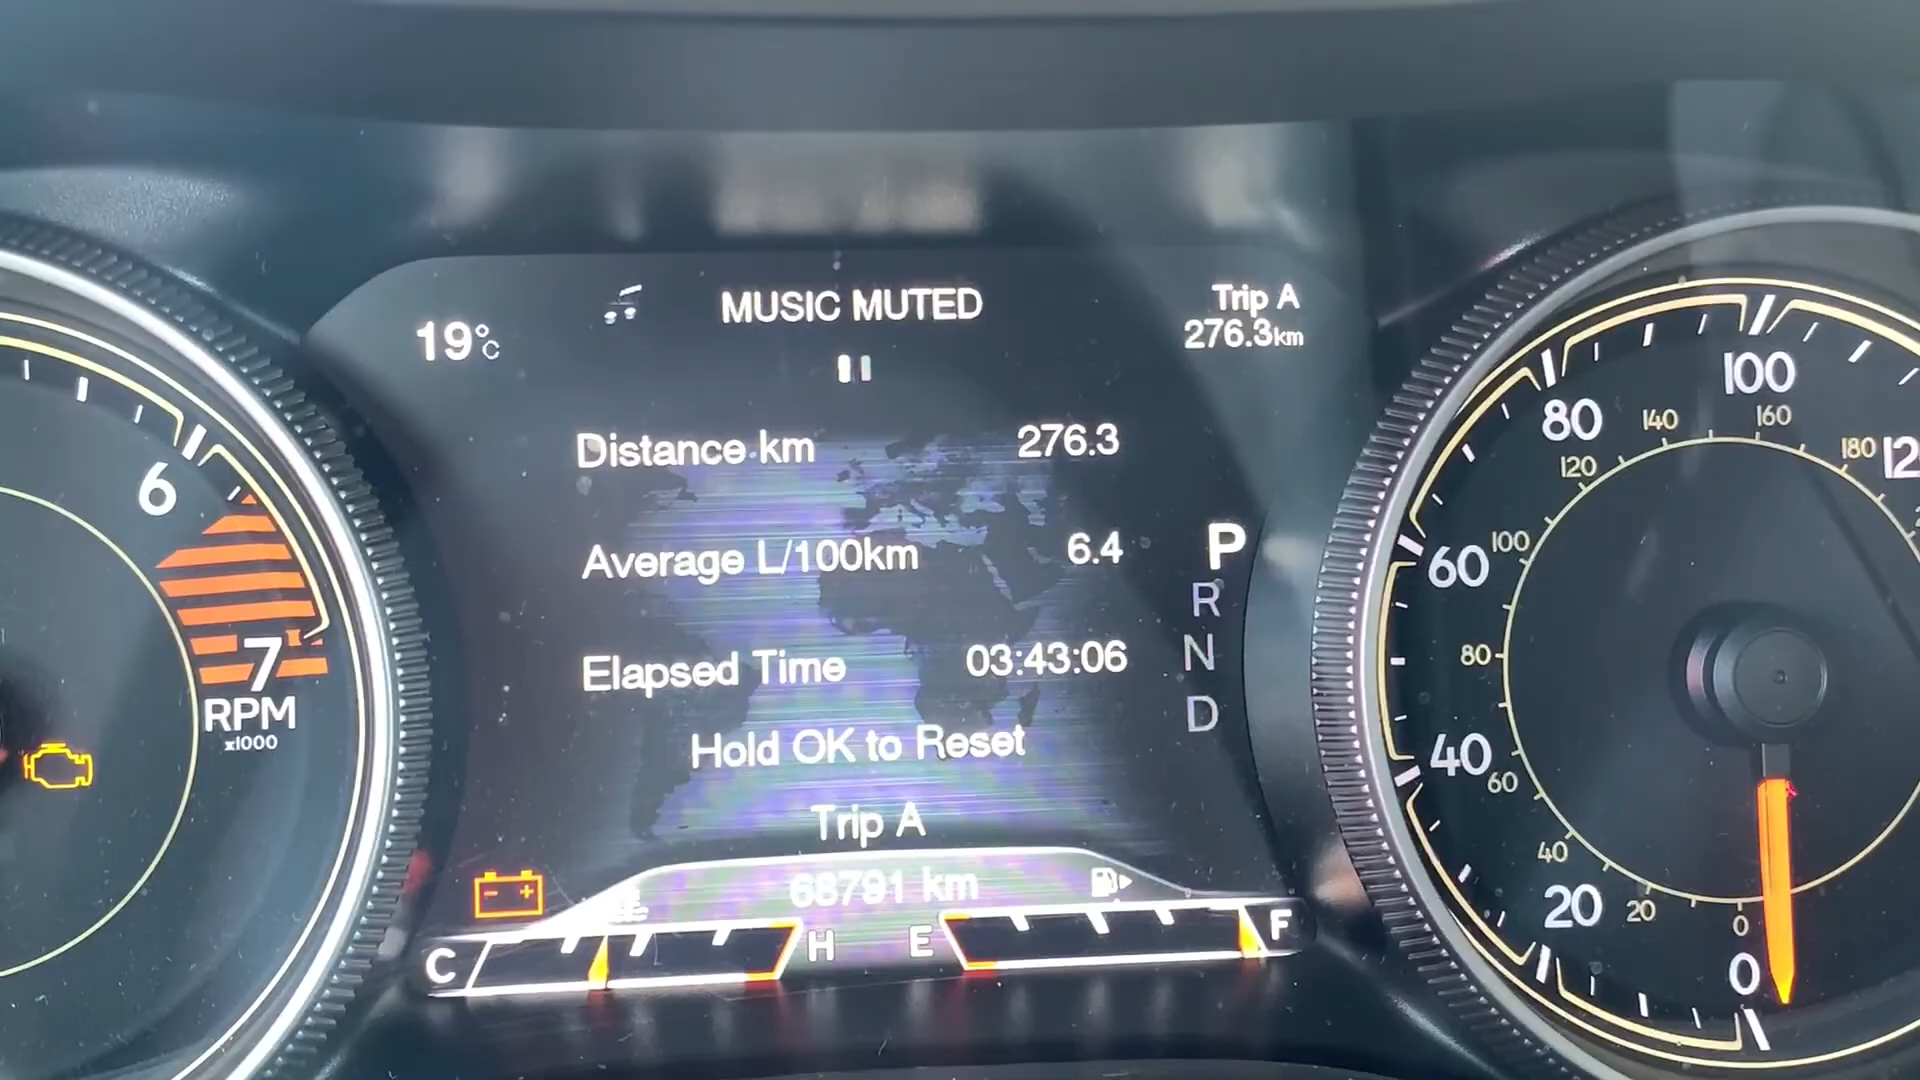 MUSIC MUTED
Trip A
19°C
276.3km
Distance km 276.3
Average L/100km 6.4
Elapsed Time 03:43:06
Hold OK to Reset
Trip A
68791 km
P
R
N
D
C H E F
6
7
RPM
x1000
0
20
40
60
80
100
0
20
40
60
80
100
120
140
160
180